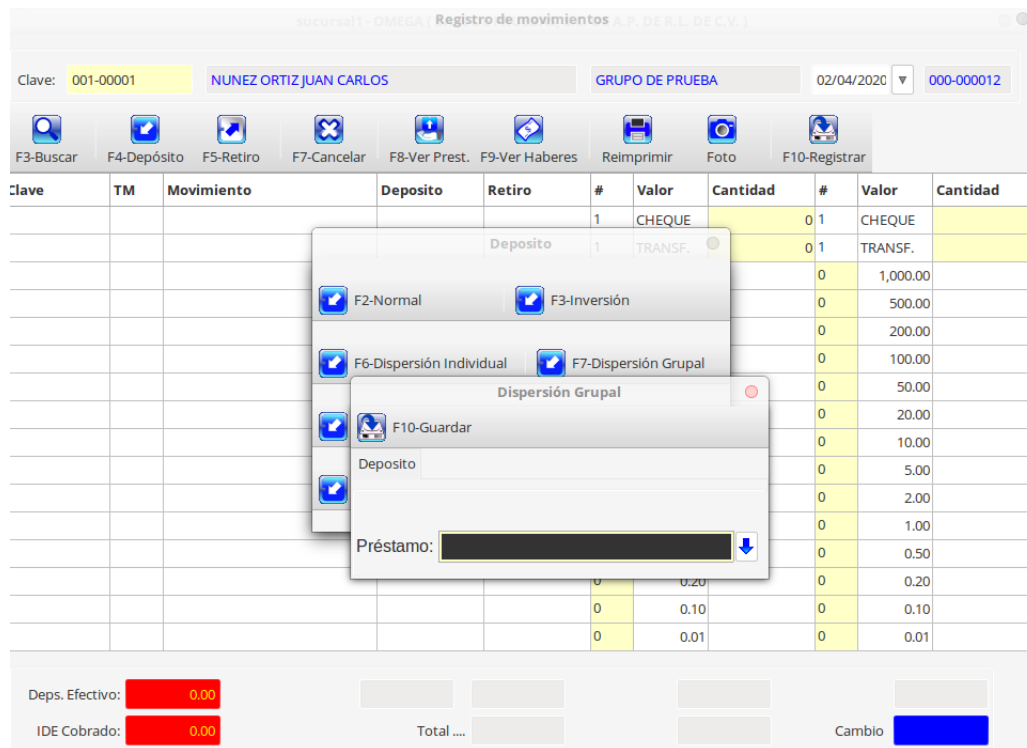 sucursal1- OMEGA ( Registro de movimientos A.P. DE R.L. DE C.V. )
Clave: 001-00001 NUNEZ ORTIZ JUAN CARLOS GRUPO DE PRUEBA 02/04/2020 000-000012
F3-Buscar F4-Depósito F5-Retiro F7-Cancelar F8-Ver Prest. F9-Ver Haberes Reimprimir Foto F10-Registrar
Clave TM Movimiento Deposito Retiro # Valor Cantidad # Valor Cantidad
1 CHEQUE 0 1 CHEQUE
Deposito 1 TRANSF. 0 1 TRANSF.
0 1,000.00
F2-Normal F3-Inversión
0 500.00
0 200.00
F6-Dispersión Individual F7-Dispersión Grupal
0 100.00
Dispersión Grupal
0 50.00
0 20.00
F10-Guardar
0 10.00
Deposito
0 5.00
0 2.00
0 1.00
Préstamo:
0 0.50
0 0.20 0 0.20
0 0.10 0 0.10
0 0.01 0 0.01
Deps. Efectivo: 0.00
IDE Cobrado: 0.00 Total .... Cambio